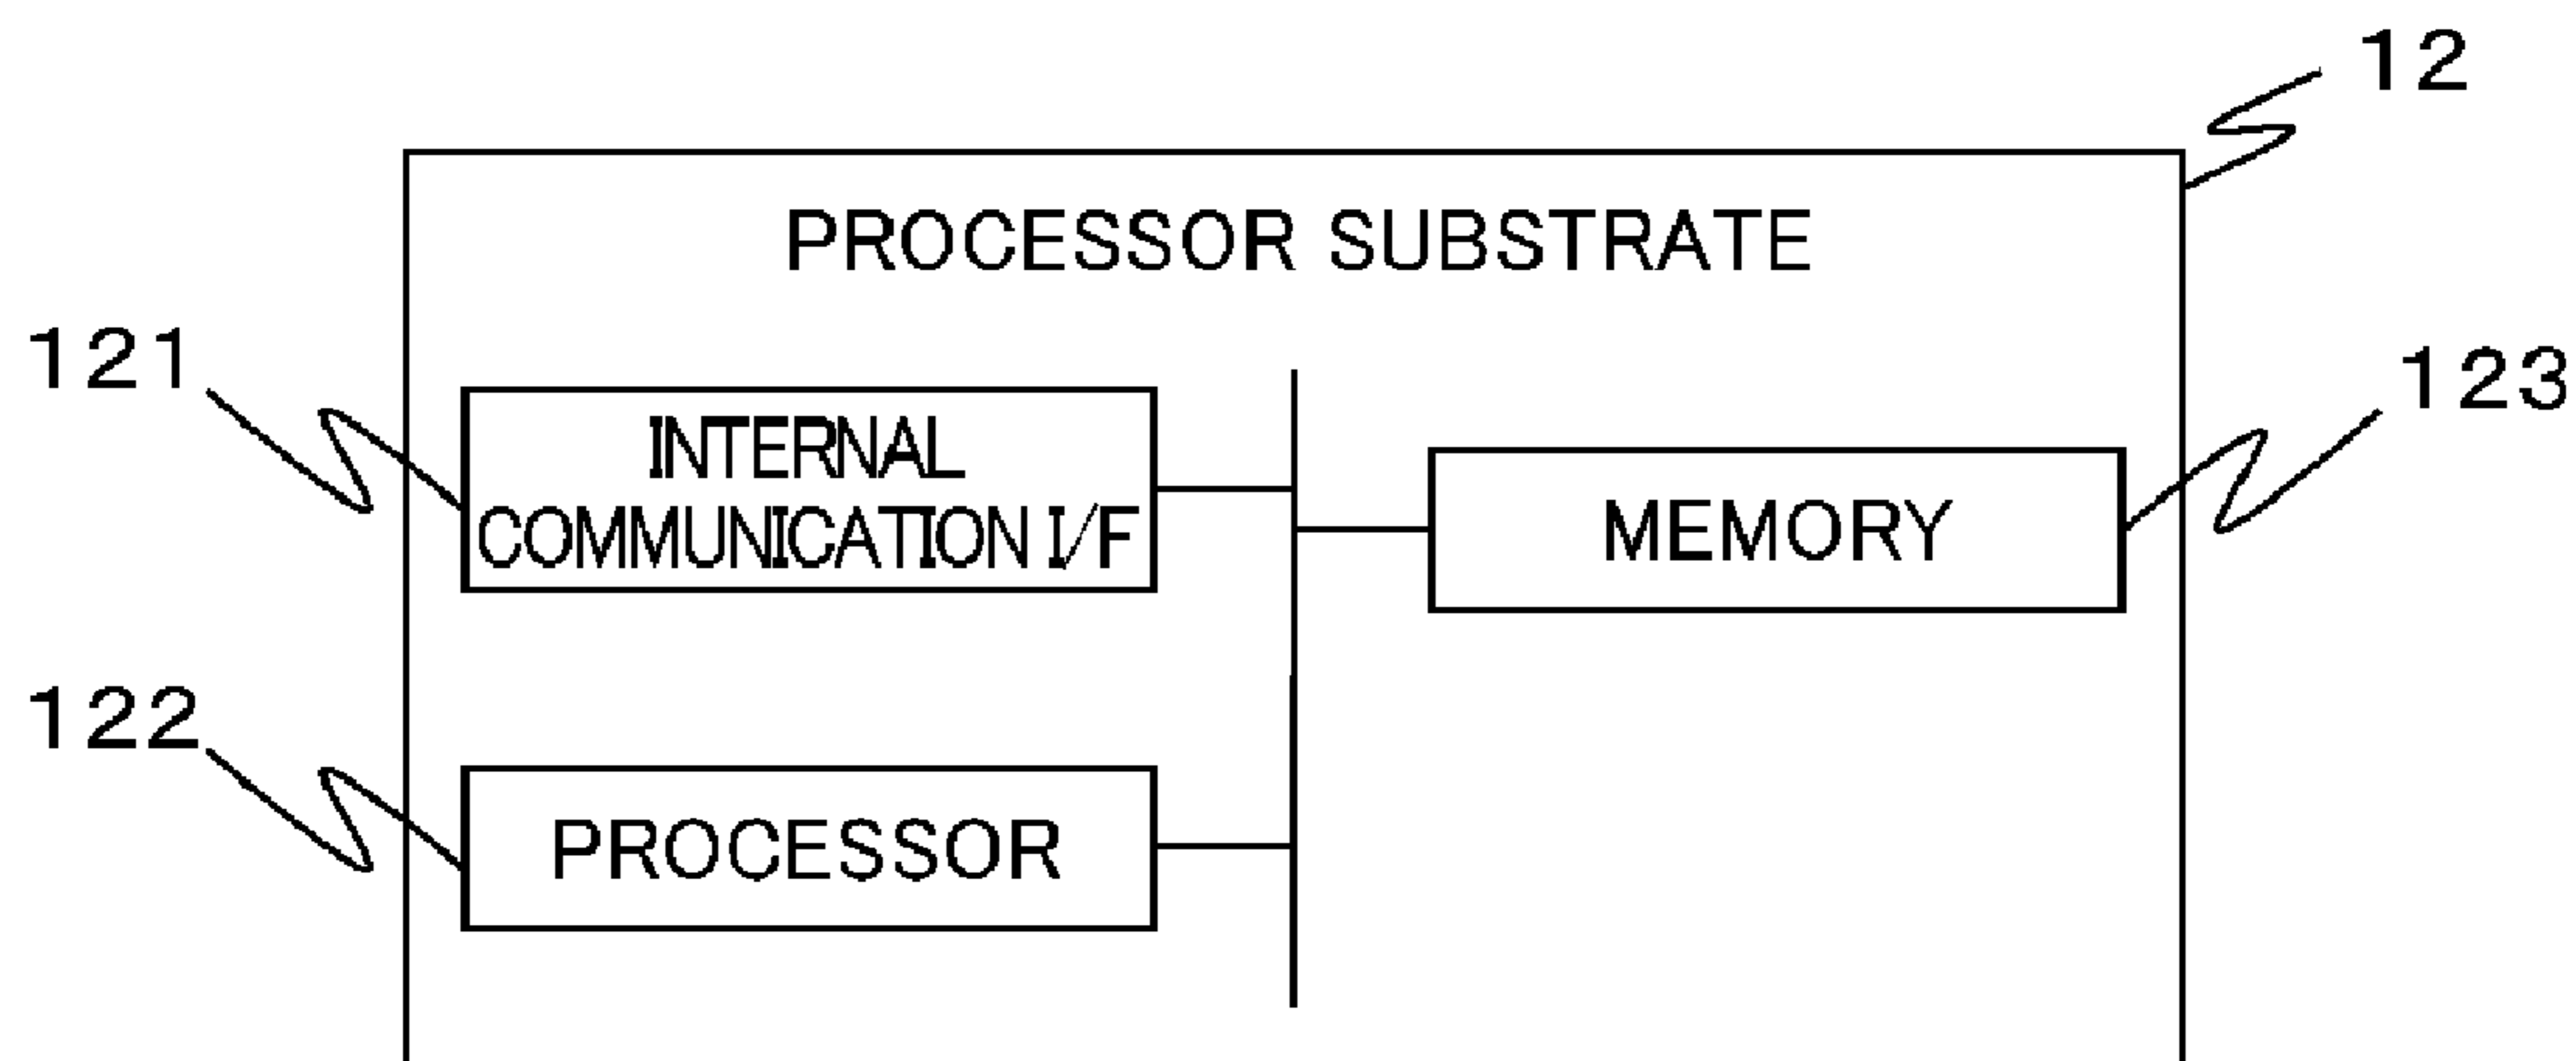 12
PROCESSOR SUBSTRATE
121
INTERNAL
COMMUNICATION I/F
123
MEMORY
122
PROCESSOR